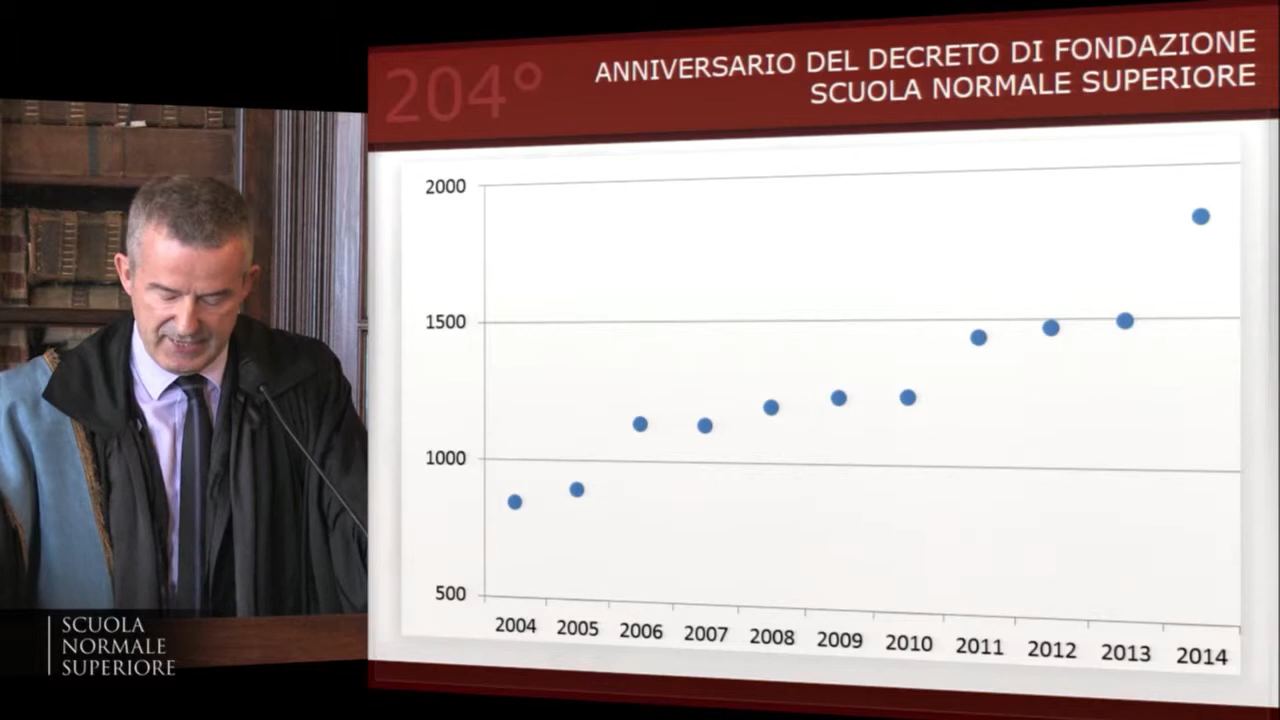 204°
ANNIVERSARIO DEL DECRETO DI FONDAZIONE
SCUOLA NORMALE SUPERIORE
2000
1500
1000
500
2004 2005 2006 2007 2008 2009 2010 2011 2012 2013 2014
SCUOLA
NORMALE
SUPERIORE